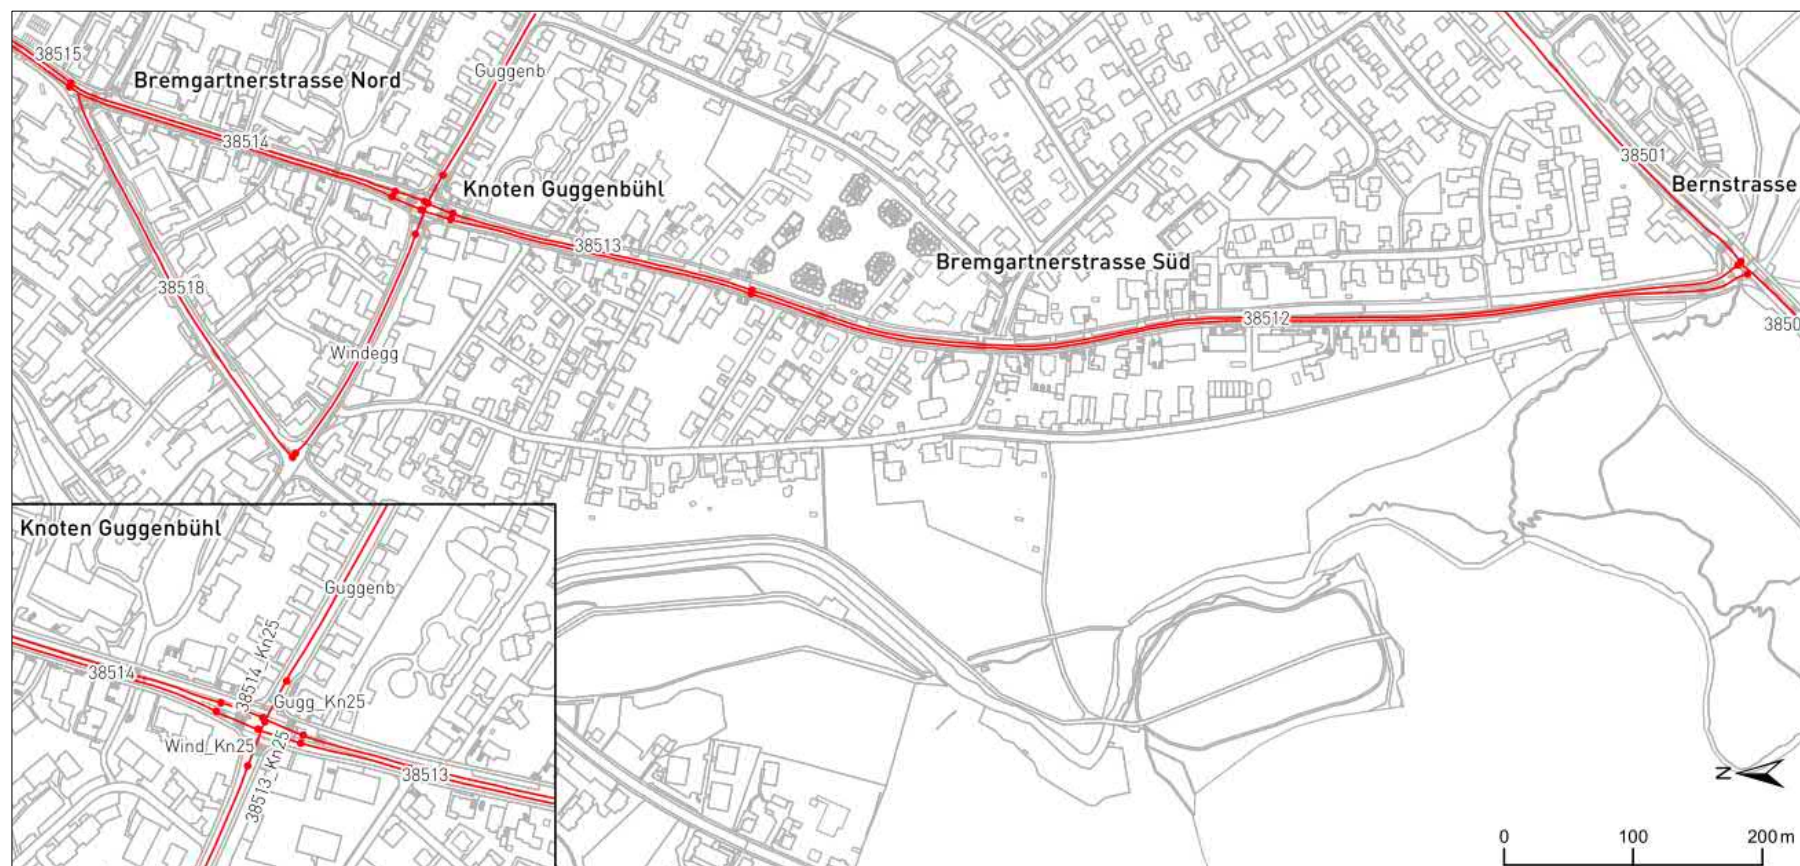 38515
Bremgartnerstrasse Nord
Guggenb
38514
38501
Bernstrasse
Knoten Guggenbühl
38513
Bremgartnerstrasse Süd
38518
38512
3850
Windegg
Knoten Guggenbühl
Guggenb
38514_Kn25
38514
Gugg_Kn25
Wind_Kn25
38513_Kn25
38513
N
0 100 200 m